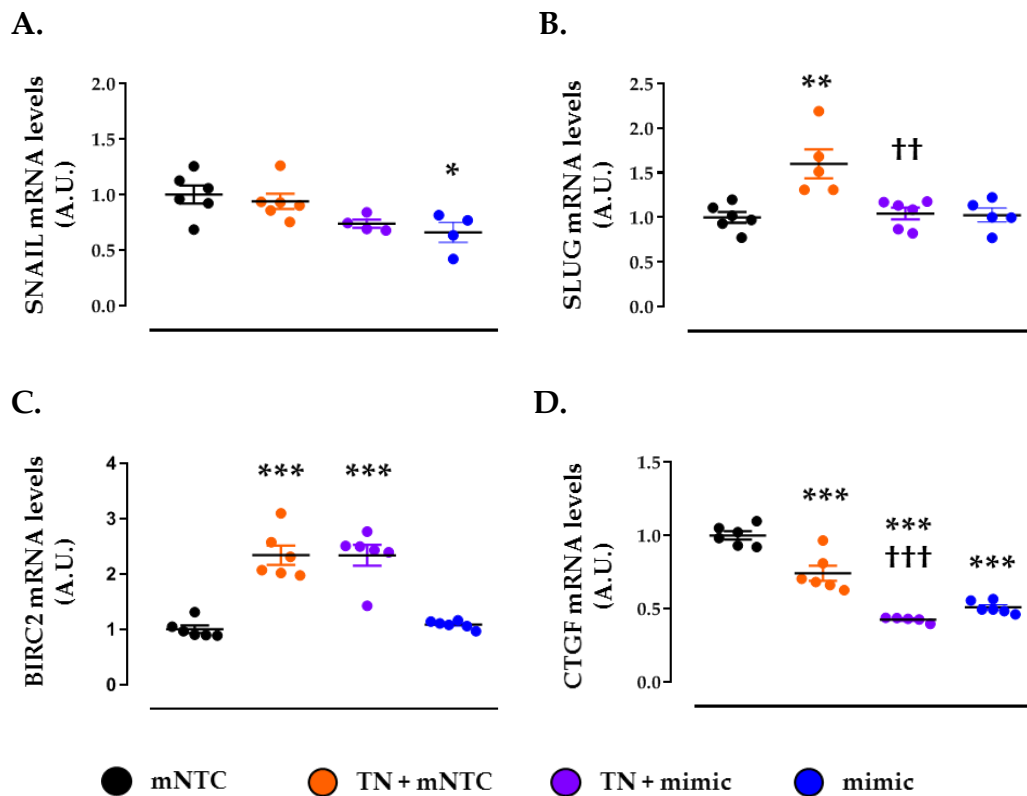 A.
SNAIL mRNA levels
(A.U.)
2.0
1.5
1.0
0.5
0.0
*
B.
SLUG mRNA levels
(A.U.)
2.5
2.0
1.5
1.0
0.5
0.0
**
††
C.
BIRC2 mRNA levels
(A.U.)
4
3
2
1
0
***
***
D.
CTGF mRNA levels
(A.U.)
1.5
1.0
0.5
0.0
***
***
†††
***
mNTC
TN + mNTC
TN + mimic
mimic